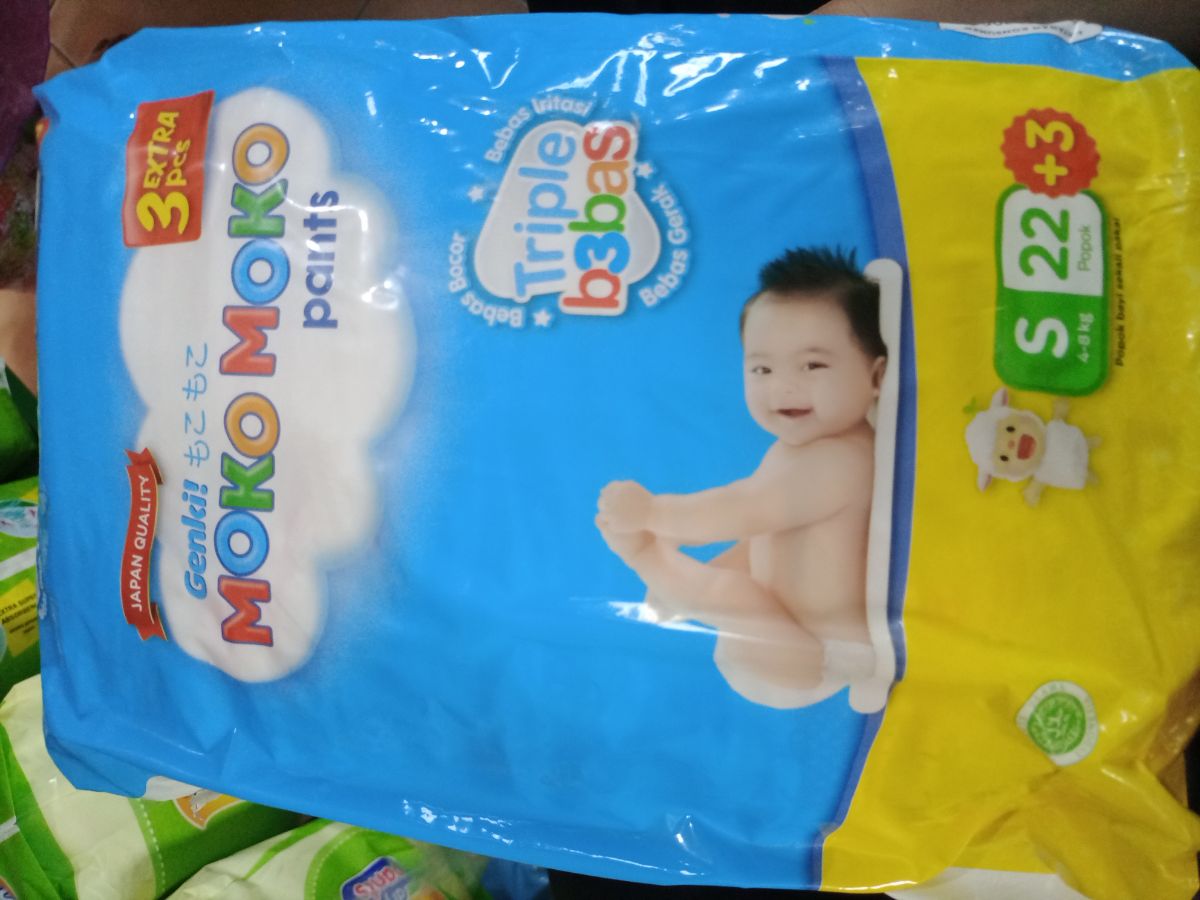 JAPAN QUALITY
EXTRA
3 pc's
Genki! もこもこ
MOKO MOKO
pants
Bebas Bocor
Bebas Iritasi
Bebas Gerak
Triple
b3bas
S
4-8 kg
22
Popok
+3
Popok bayi sekali pakai